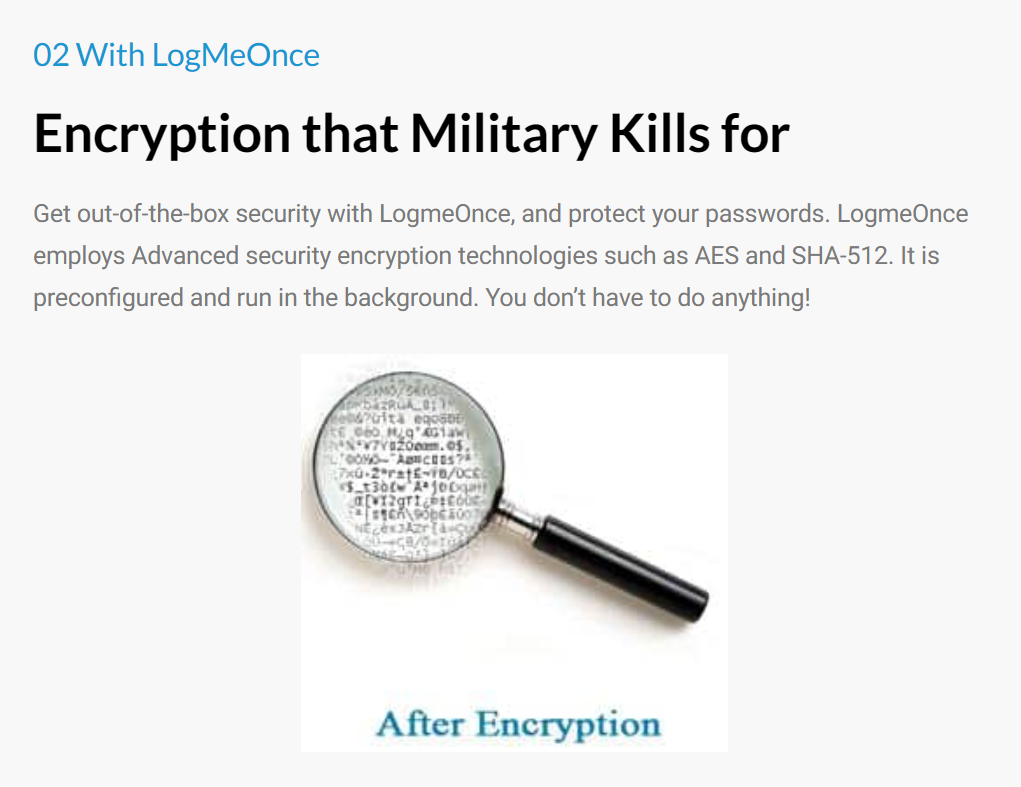 02 With LogMeOnce
Encryption that Military Kills for
Get out-of-the-box security with LogmeOnce, and protect your passwords. LogmeOnce
employs Advanced security encryption technologies such as AES and SHA-512. It is
preconfigured and run in the background. You don’t have to do anything!
After Encryption